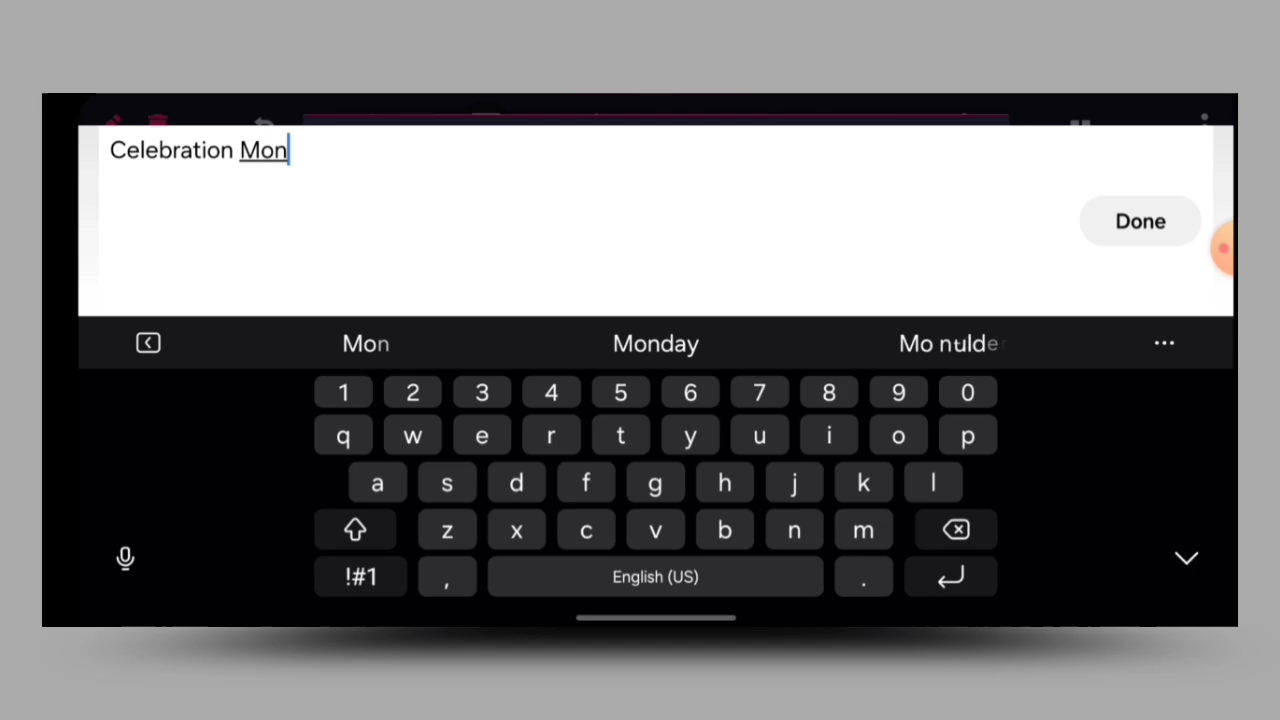 Celebration Mon
Done
Mon Monday
1 2 3 4 5 6 7 8 9 0
q w e r t y u i o p
a s d f g h j k l
z x c v b n m
!#1 , English (US) .